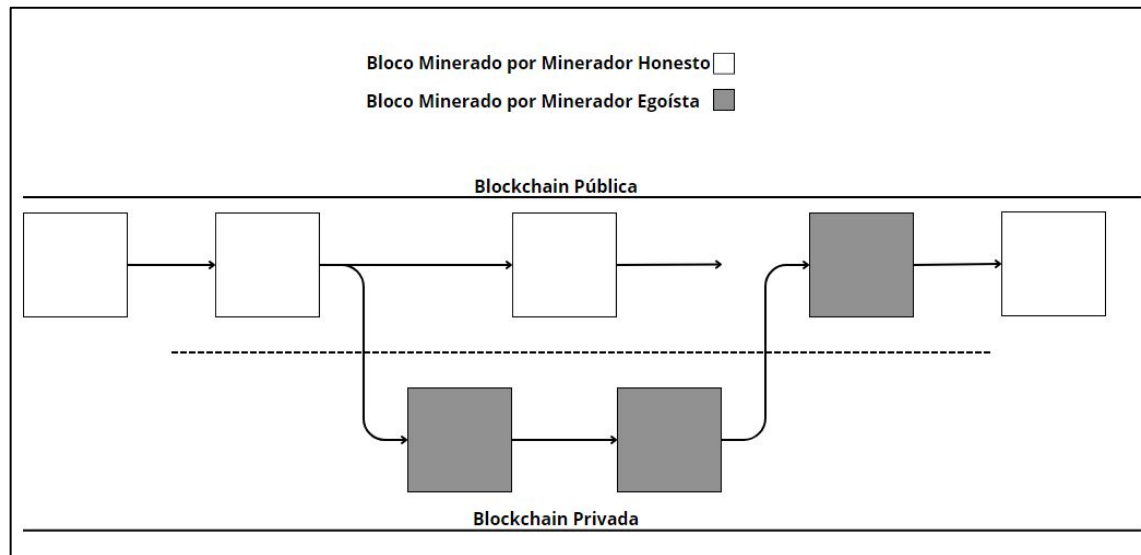 Bloco Minerado por Minerador Honesto
Bloco Minerado por Minerador Egoísta
Blockchain Pública
Blockchain Privada